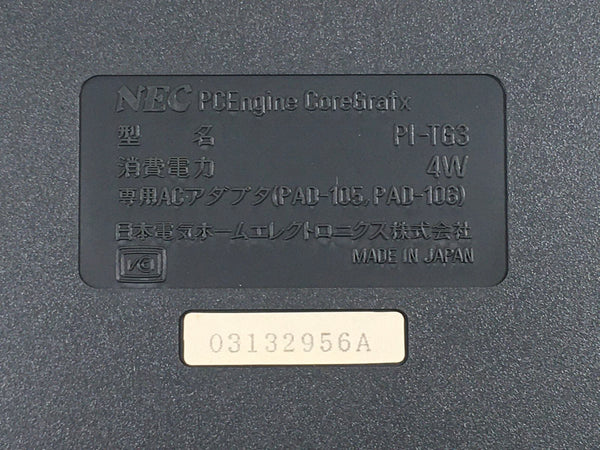 NEC PCEngine CoreGrafx
型 名 PI-TG3
消費電力 4W
専用ACアダプタ(PAD-105, PAD-106)
日本電気ホームエレクトロニクス株式会社
MADE IN JAPAN
03132956A